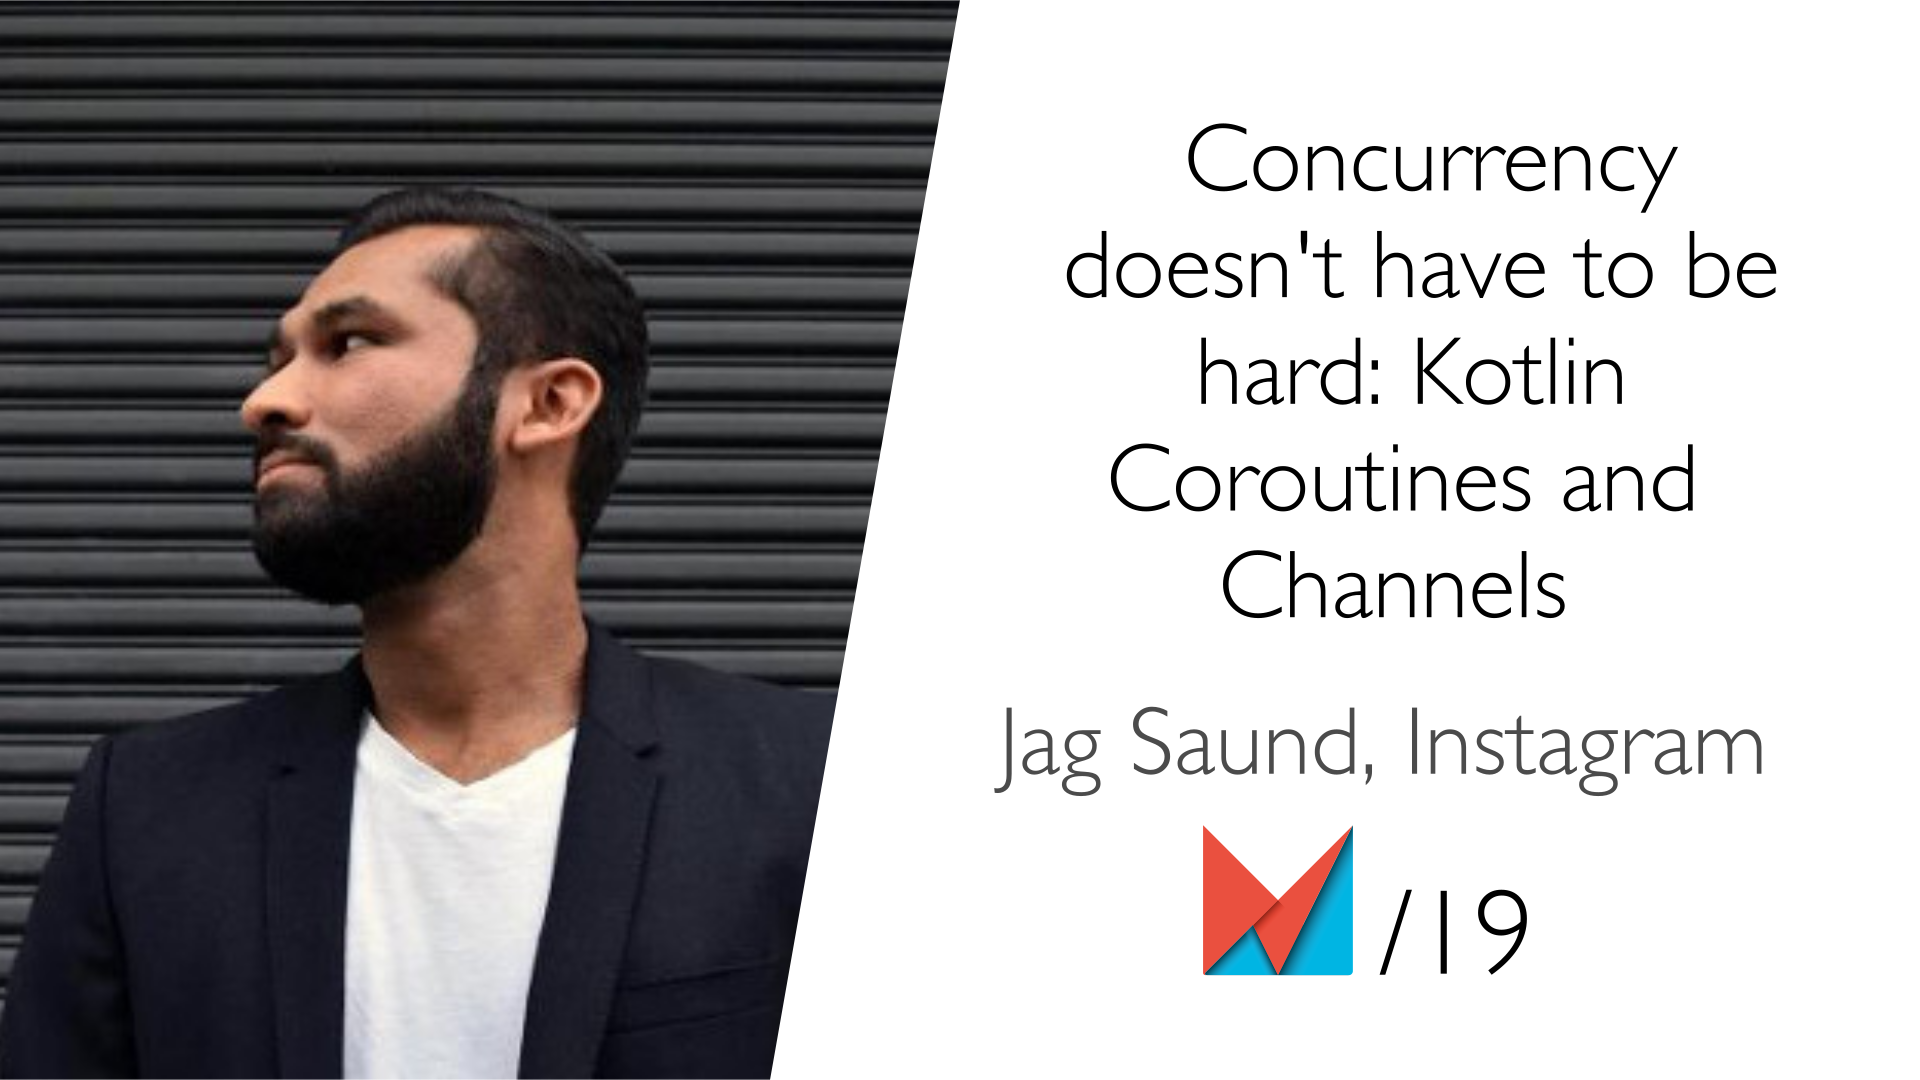 Concurrency
doesn't have to be
hard: Kotlin
Coroutines and
Channels
Jag Saund, Instagram
/19